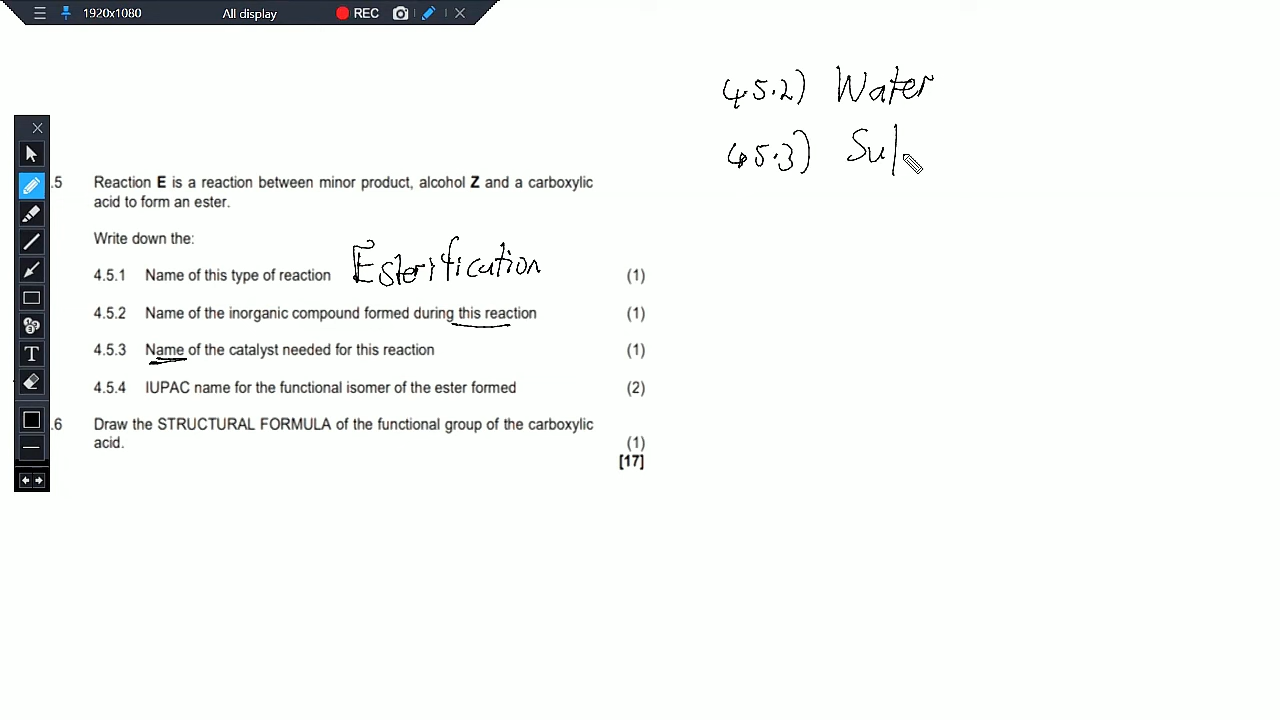 1920x1080 All display REC
4.5.2) Water
4.5.3) Sul
.5 Reaction E is a reaction between minor product, alcohol Z and a carboxylic
acid to form an ester.
Write down the:
4.5.1 Name of this type of reaction Esterification (1)
4.5.2 Name of the inorganic compound formed during this reaction (1)
4.5.3 Name of the catalyst needed for this reaction (1)
4.5.4 IUPAC name for the functional isomer of the ester formed (2)
.6 Draw the STRUCTURAL FORMULA of the functional group of the carboxylic
acid. (1)
[17]